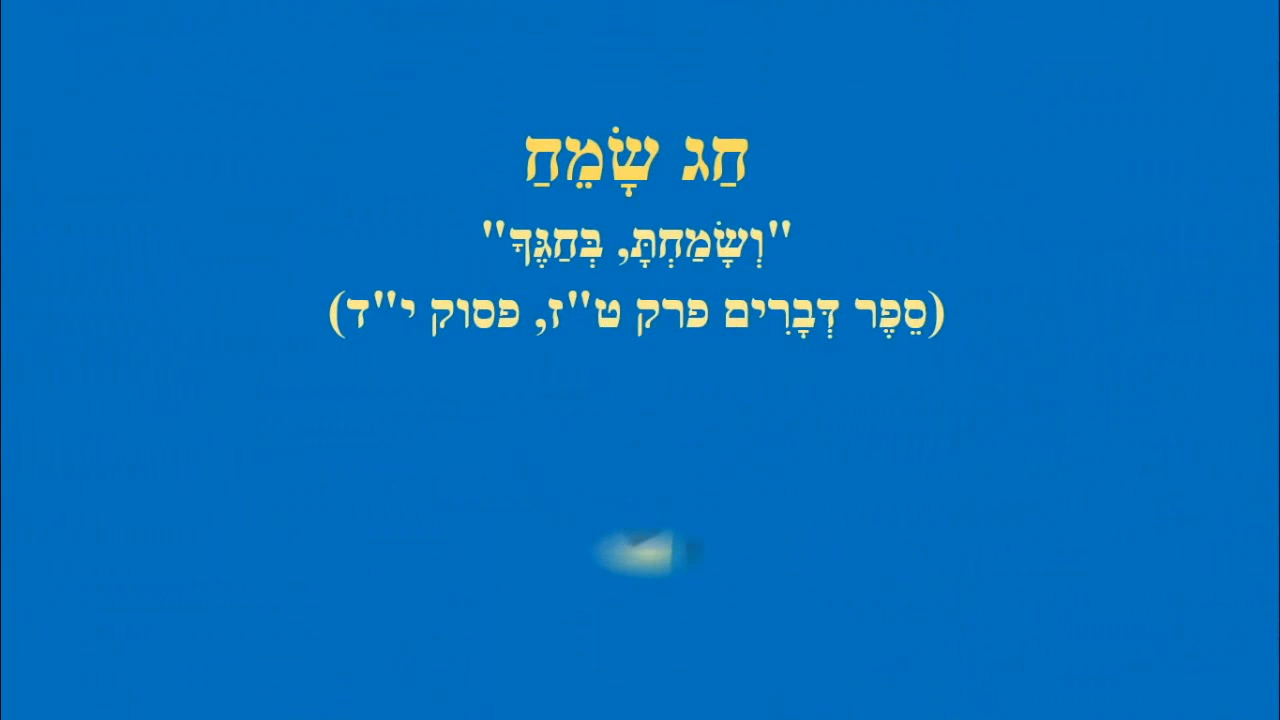 חַג שָׂמֵחַ
"וְשָׂמַחְתָּ, בְּחַגֶּךָ"
(סֵפֶר דְּבָרִים פרק ט"ז, פסוק י"ד)